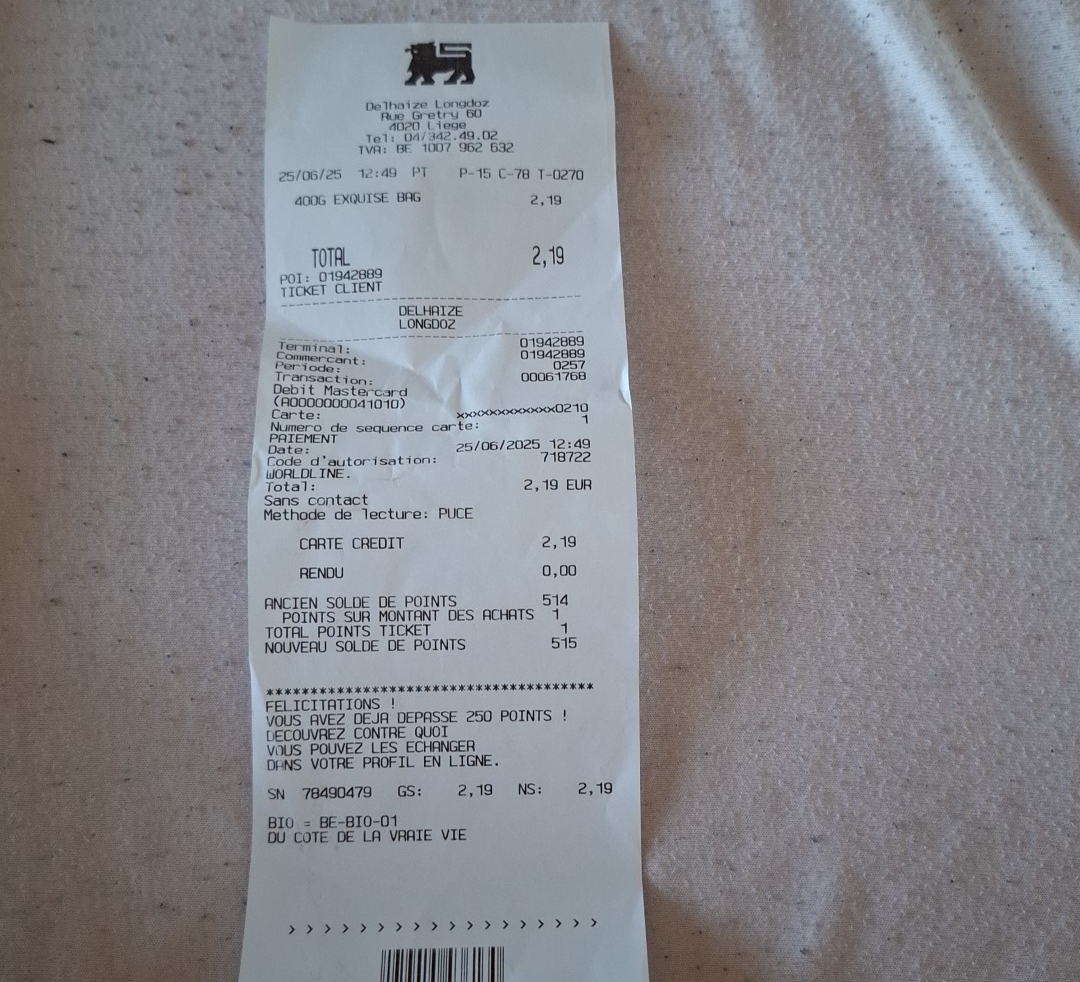 Delhaize Longdoz
Rue Gretry 60
4020 Liege
Tel: 04/342.49.02
TVA: BE 1007 962 632
25/06/25 12:49 PT P-15 C-78 T-0270
400G EXQUISE BAG 2,19
TOTAL 2,19
POI: 01942889
TICKET CLIENT
DELHAIZE
LONGDOZ
Terminal: 01942889
Commercant: 01942889
Periode: 0257
Transaction: 00061768
Debit Mastercard
(A0000000041010)
Carte: xxxxxxxxxxxx0210
Numero de sequence carte: 1
PAIEMENT
Date: 25/06/2025 12:49
Code d'autorisation: 718722
WORLDLINE.
Total: 2,19 EUR
Sans contact
Methode de lecture: PUCE
CARTE CREDIT 2,19
RENDU 0,00
ANCIEN SOLDE DE POINTS 514
POINTS SUR MONTANT DES ACHATS 1
TOTAL POINTS TICKET 1
NOUVEAU SOLDE DE POINTS 515
*************************************
FELICITATIONS !
VOUS AVEZ DEJA DEPASSE 250 POINTS !
DECOUVREZ CONTRE QUOI
VOUS POUVEZ LES ECHANGER
DANS VOTRE PROFIL EN LIGNE.
SN 78490479 GS: 2,19 NS: 2,19
BIO = BE-BIO-01
DU COTE DE LA VRAIE VIE
> > > > > > > > > > > > > > > > > >